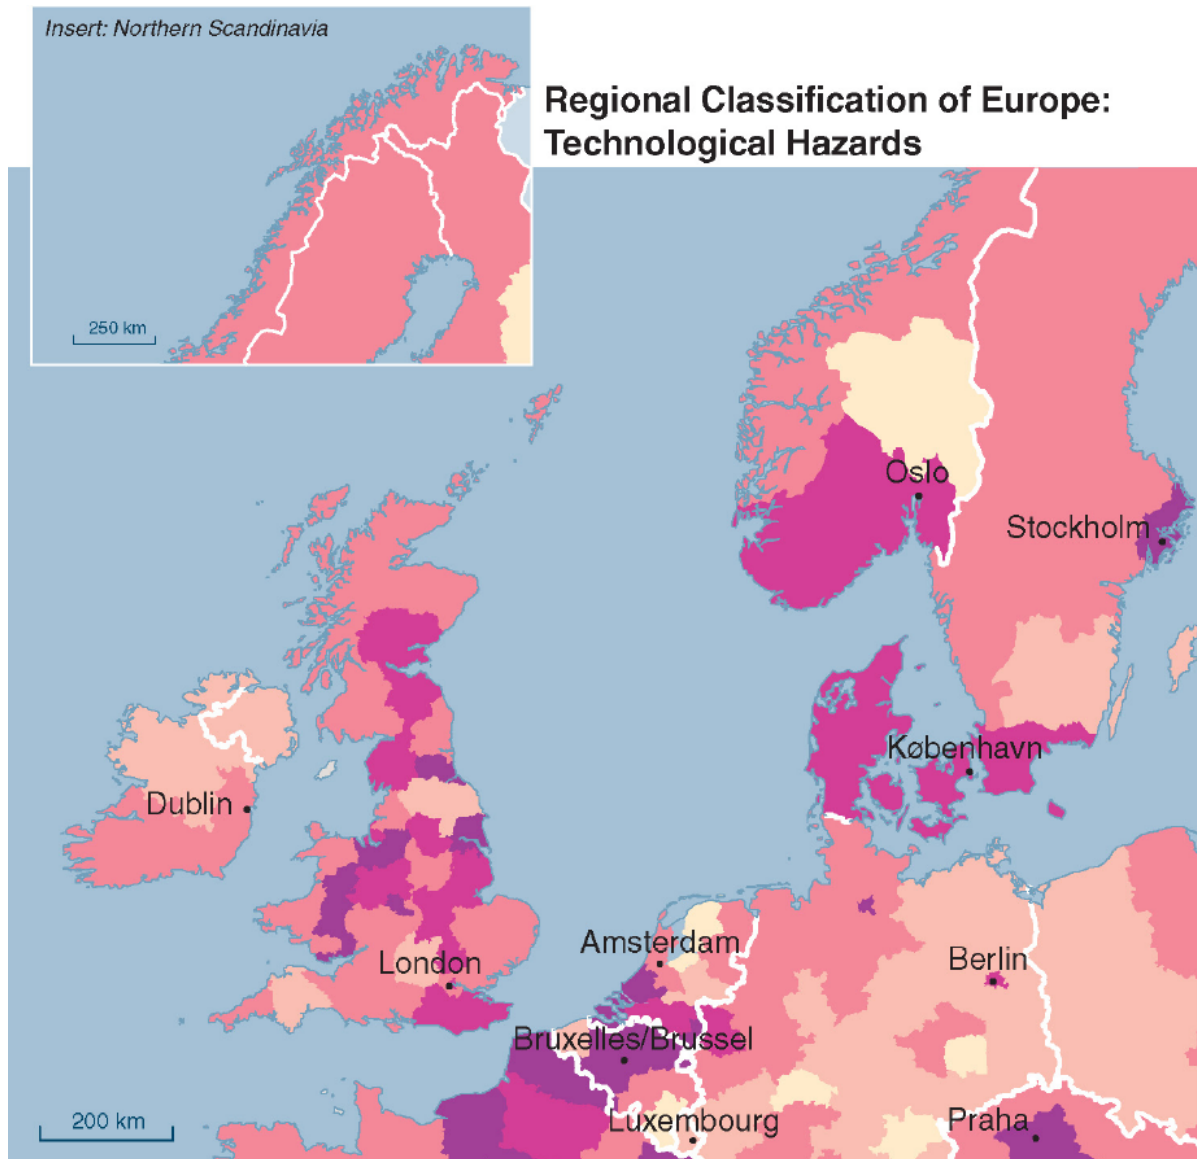 Insert: Northern Scandinavia
Regional Classification of Europe:
Technological Hazards
250 km
Oslo
Stockholm
København
Dublin
Amsterdam
London
Berlin
Bruxelles/Brussel
200 km
Luxembourg
Praha